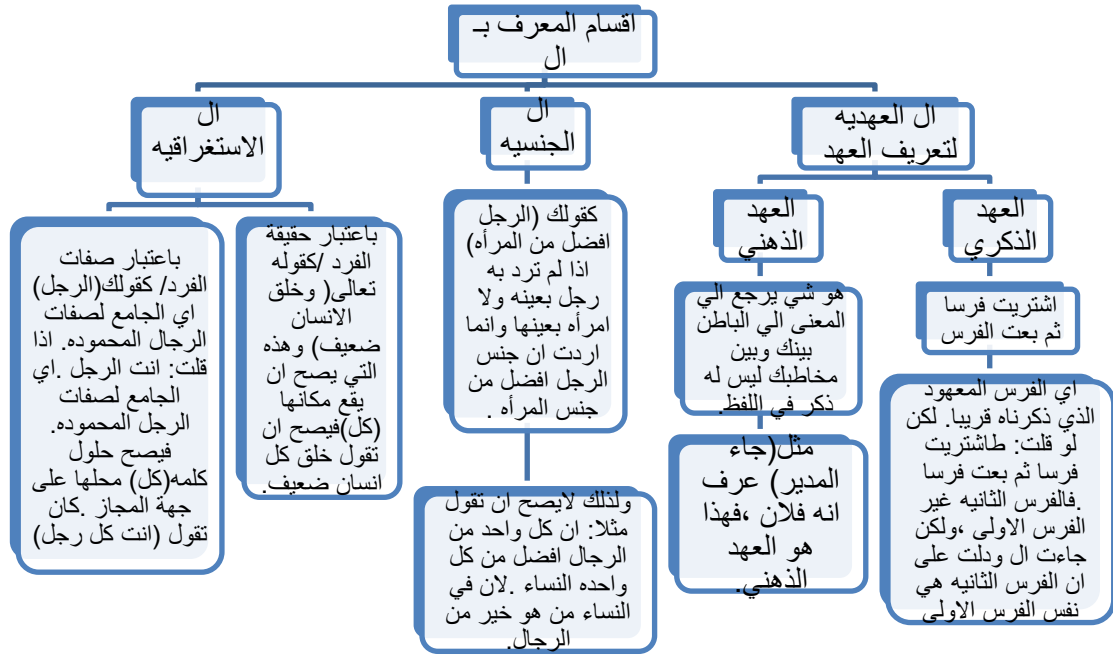 اقسام المعرف بـ
ال
ال العهديه
لتعريف العهد
العهد
الذكري
اشتريت فرسا
ثم بعت الفرس
اي الفرس المعهود
الذي ذكرناه قريبا. لكن
لو قلت: طاشتريت
فرسا ثم بعت فرسا
.فالفرس الثانيه غير
الفرس الاولى ،ولكن
جاءت ال ودلت على
ان الفرس الثانيه هي
نفس الفرس الاولى
العهد
الذهني
هو شي يرجع الي
المعنى الي الباطن
بينك وبين
مخاطبك ليس له
ذكر في اللفظ.
مثل(جاء
المدير) عرف
انه فلان ،فهذا
هو العهد
الذهني.
ال
الجنسيه
كقولك (الرجل
افضل من المرأه)
اذا لم ترد به
رجل بعينه ولا
امرأه بعينها وانما
اردت ان جنس
الرجل افضل من
جنس المرأه .
ولذلك لايصح ان تقول
مثلا: ان كل واحد من
الرجال افضل من كل
واحده النساء .لان في
النساء من هو خير من
الرجال.
ال
الاستغراقيه
باعتبار حقيقة
الفرد /كقوله
تعالى( وخلق
الانسان
ضعيف) وهذه
التي يصح ان
يقع مكانها
(كل)فيصح ان
تقول خلق كل
انسان ضعيف.
باعتبار صفات
الفرد/ كقولك(الرجل)
اي الجامع لصفات
الرجال المحموده. اذا
قلت: انت الرجل .اي
الجامع لصفات
الرجل المحموده.
فيصح حلول
كلمه(كل) محلها على
جهة المجاز .كان
تقول (انت كل رجل)